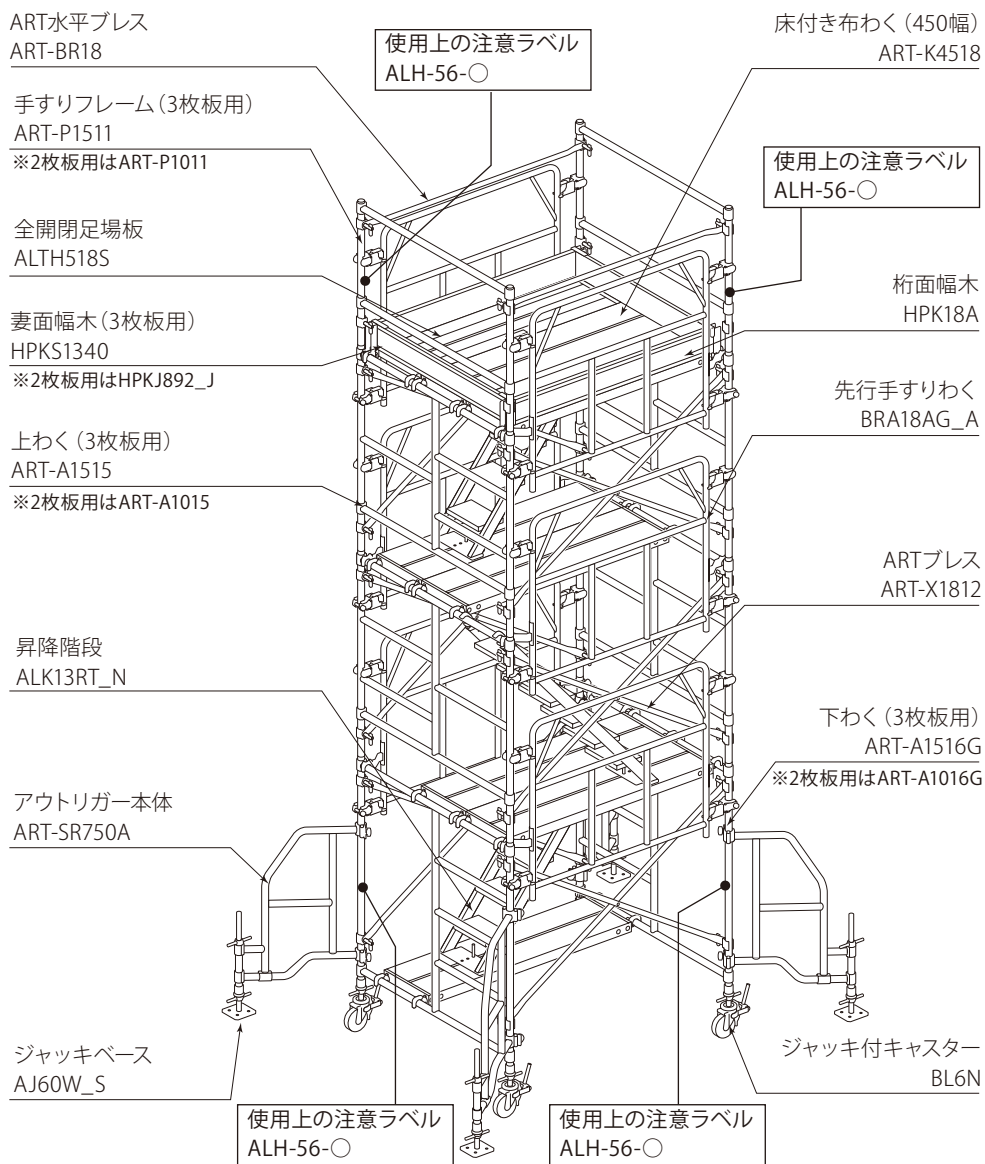 ART水平ブレス
ART-BR18
使用上の注意ラベル
ALH-56-○
床付き布わく(450幅)
ART-K4518
手すりフレーム(3枚板用)
ART-P1511
※2枚板用はART-P1011
使用上の注意ラベル
ALH-56-○
全開閉足場板
ALTH518S
桁面幅木
HPK18A
妻面幅木(3枚板用)
HPKS1340
※2枚板用はHPKJ892_J
先行手すりわく
BRA18AG_A
上わく(3枚板用)
ART-A1515
※2枚板用はART-A1015
ARTブレス
ART-X1812
昇降階段
ALK13RT_N
下わく(3枚板用)
ART-A1516G
※2枚板用はART-A1016G
アウトリガー本体
ART-SR750A
ジャッキベース
AJ60W_S
ジャッキ付キャスター
BL6N
使用上の注意ラベル
ALH-56-○
使用上の注意ラベル
ALH-56-○